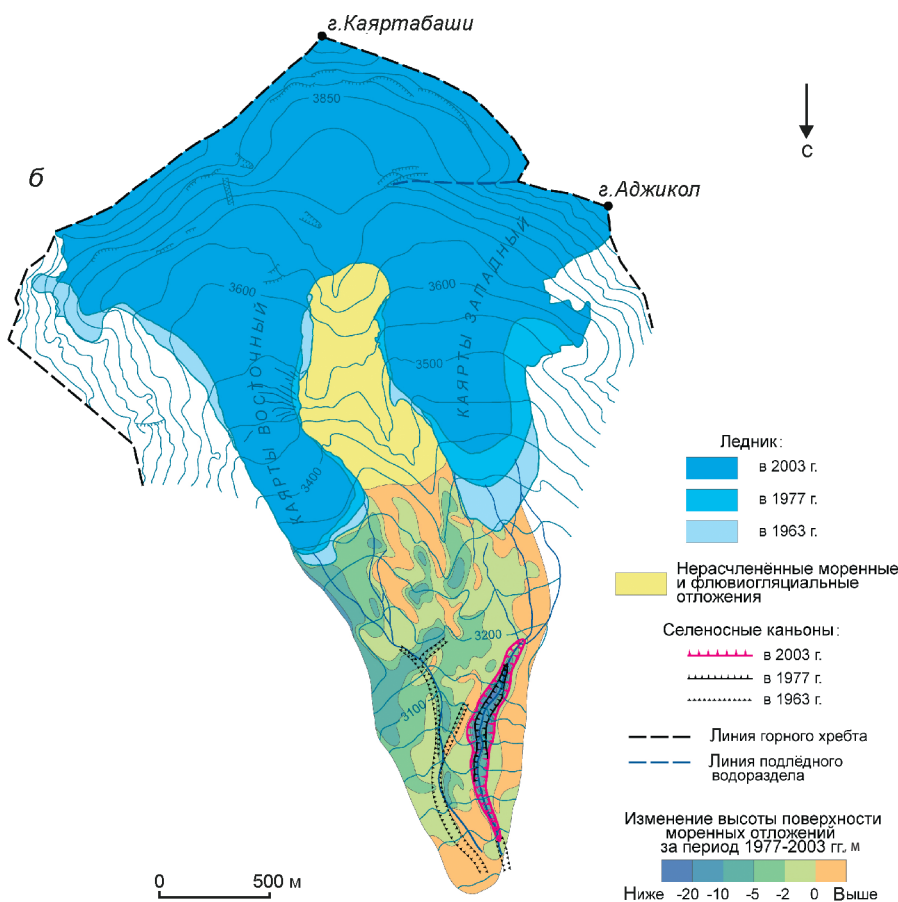 г.Каяртабаши
3850
С
б
г.Аджикол
3600
3600
КАЯРТЫ ВОСТОЧНЫЙ
КАЯРТЫ ЗАПАДНЫЙ
3500
3400
3200
3100
Ледник:
в 2003 г.
в 1977 г.
в 1963 г.
Нерасчленённые моренные
и флювиогляциальные
отложения
Селеносные каньоны:
в 2003 г.
в 1977 г.
в 1963 г.
Линия горного хребта
Линия подлёдного
водораздела
Изменение высоты поверхности
моренных отложений
за период 1977-2003 гг., м
Ниже -20 -10 -5 -2 0 Выше
0 500 м